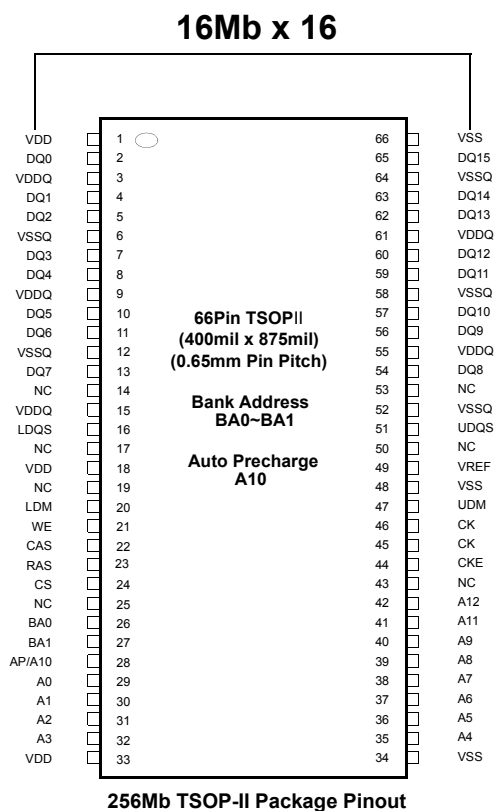 16Mb x 16
VDD 1 66 VSS
DQ0 2 65 DQ15
VDDQ 3 64 VSSQ
DQ1 4 63 DQ14
DQ2 5 62 DQ13
VSSQ 6 61 VDDQ
DQ3 7 60 DQ12
DQ4 8 59 DQ11
VDDQ 9 58 VSSQ
DQ5 10 57 DQ10
DQ6 11 56 DQ9
VSSQ 12 55 VDDQ
DQ7 13 54 DQ8
NC 14 53 NC
VDDQ 15 52 VSSQ
LDQS 16 51 UDQS
NC 17 50 NC
VDD 18 49 VREF
NC 19 48 VSS
LDM 20 47 UDM
WE 21 46 CK
CAS 22 45 CK
RAS 23 44 CKE
CS 24 43 NC
NC 25 42 A12
BA0 26 41 A11
BA1 27 40 A9
AP/A10 28 39 A8
A0 29 38 A7
A1 30 37 A6
A2 31 36 A5
A3 32 35 A4
VDD 33 34 VSS
66Pin TSOPII
(400mil x 875mil)
(0.65mm Pin Pitch)
Bank Address
BA0~BA1
Auto Precharge
A10
256Mb TSOP-II Package Pinout